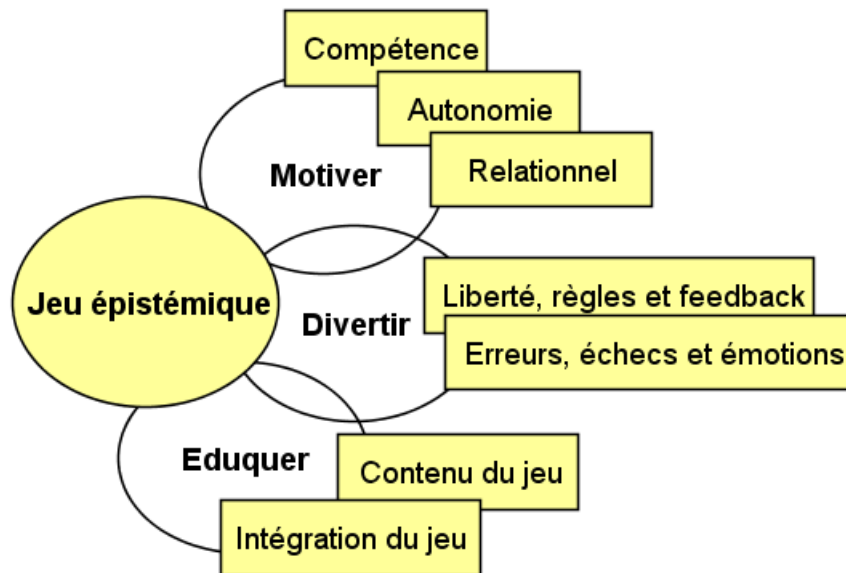 Compétence
Autonomie
Relationnel
Motiver
Jeu épistémique
Divertir
Liberté, règles et feedback
Erreurs, échecs et émotions
Eduquer
Contenu du jeu
Intégration du jeu